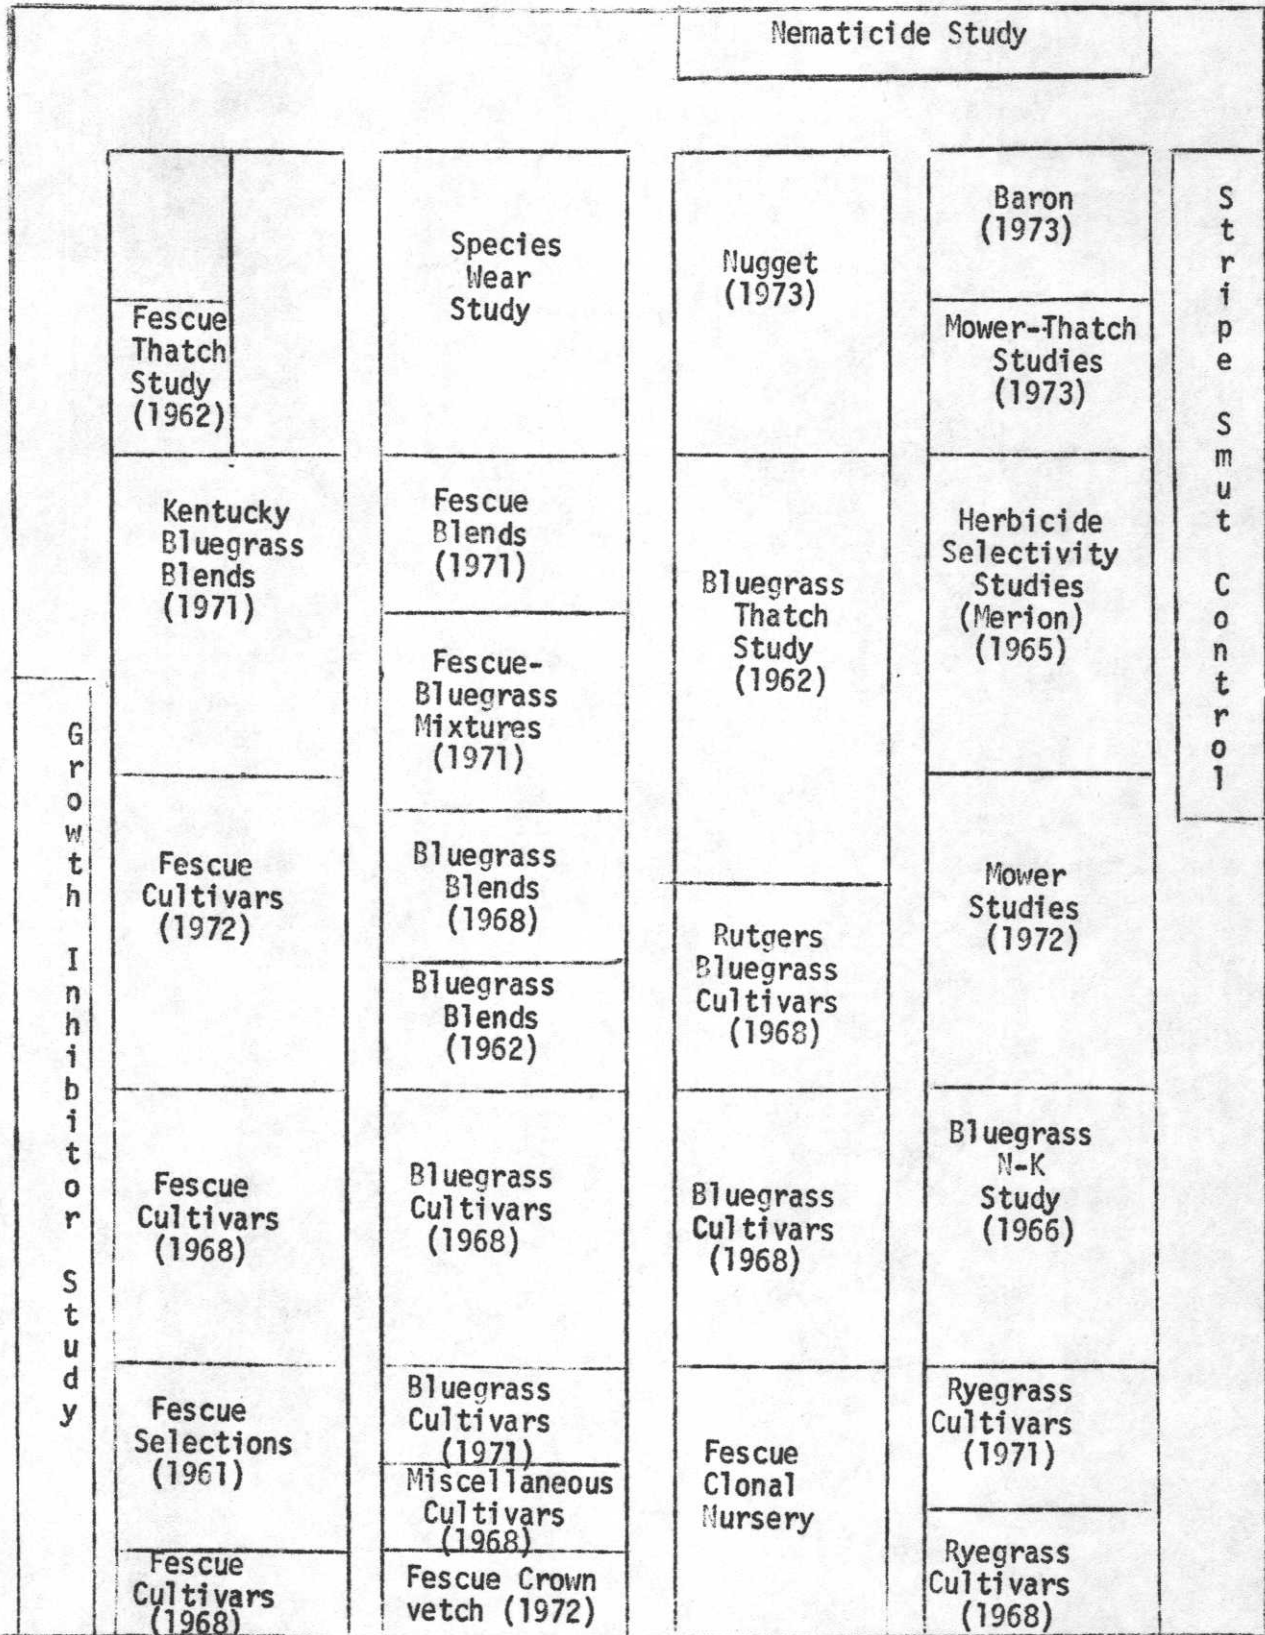 Nematicide Study
Fescue
Thatch
Study
(1962)
Kentucky
Bluegrass
Blends
(1971)
Fescue
Cultivars
(1972)
Fescue
Cultivars
(1968)
Fescue
Selections
(1961)
Fescue
Cultivars
(1968)
Species
Wear
Study
Fescue
Blends
(1971)
Fescue-
Bluegrass
Mixtures
(1971)
Bluegrass
Blends
(1968)
Bluegrass
Blends
(1962)
Bluegrass
Cultivars
(1968)
Bluegrass
Cultivars
(1971)
Miscellaneous
Cultivars
(1968)
Fescue Crown
vetch (1972)
Nugget
(1973)
Bluegrass
Thatch
Study
(1962)
Rutgers
Bluegrass
Cultivars
(1968)
Bluegrass
Cultivars
(1968)
Fescue
Clonal
Nursery
Baron
(1973)
Mower-Thatch
Studies
(1973)
Herbicide
Selectivity
Studies
(Merion)
(1965)
Mower
Studies
(1972)
Bluegrass
N-K
Study
(1966)
Ryegrass
Cultivars
(1971)
Ryegrass
Cultivars
(1968)
Stripe Smut Control
Growth Inhibitor Study